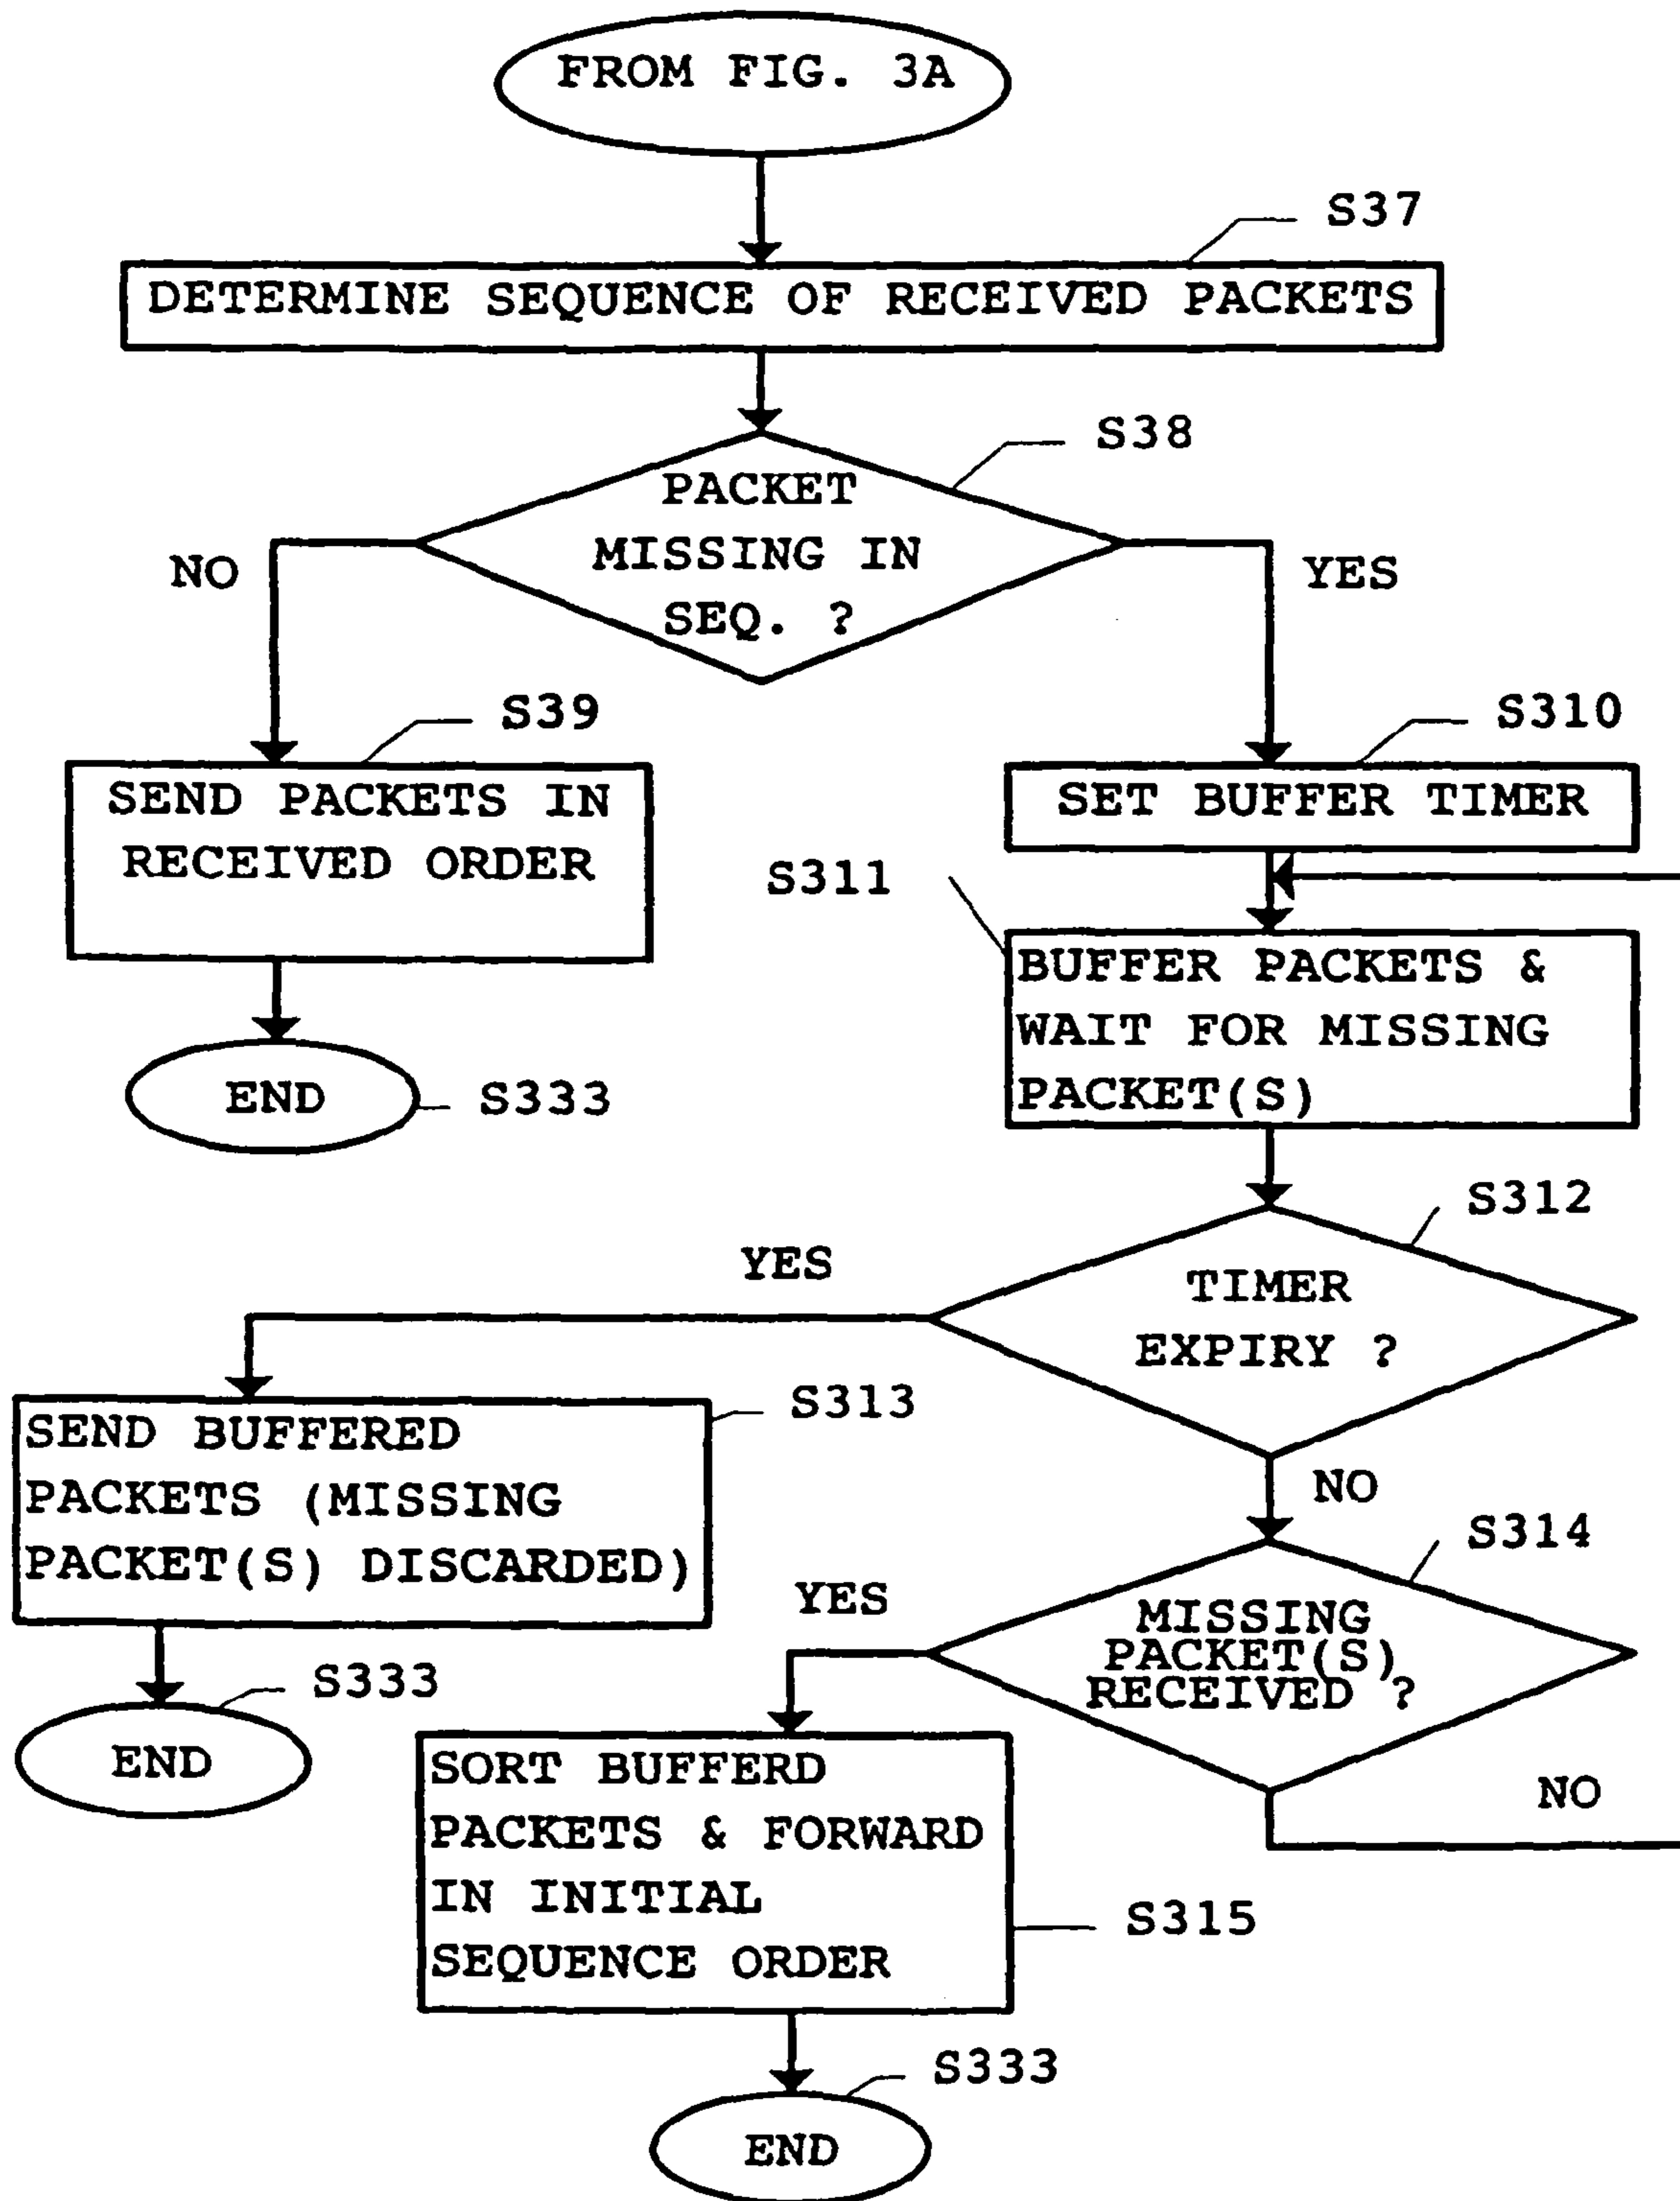 FROM FIG. 3A
S37
DETERMINE SEQUENCE OF RECEIVED PACKETS
S38
PACKET
MISSING IN
SEQ. ?
NO
YES
S39
SEND PACKETS IN
RECEIVED ORDER
S310
SET BUFFER TIMER
S311
BUFFER PACKETS &
WAIT FOR MISSING
PACKET(S)
END
S333
S312
TIMER
EXPIRY ?
YES
NO
S313
SEND BUFFERED
PACKETS (MISSING
PACKET(S) DISCARDED)
S314
MISSING
PACKET(S)
RECEIVED ?
YES
NO
S333
END
SORT BUFFERD
PACKETS & FORWARD
IN INITIAL
SEQUENCE ORDER
S315
S333
END